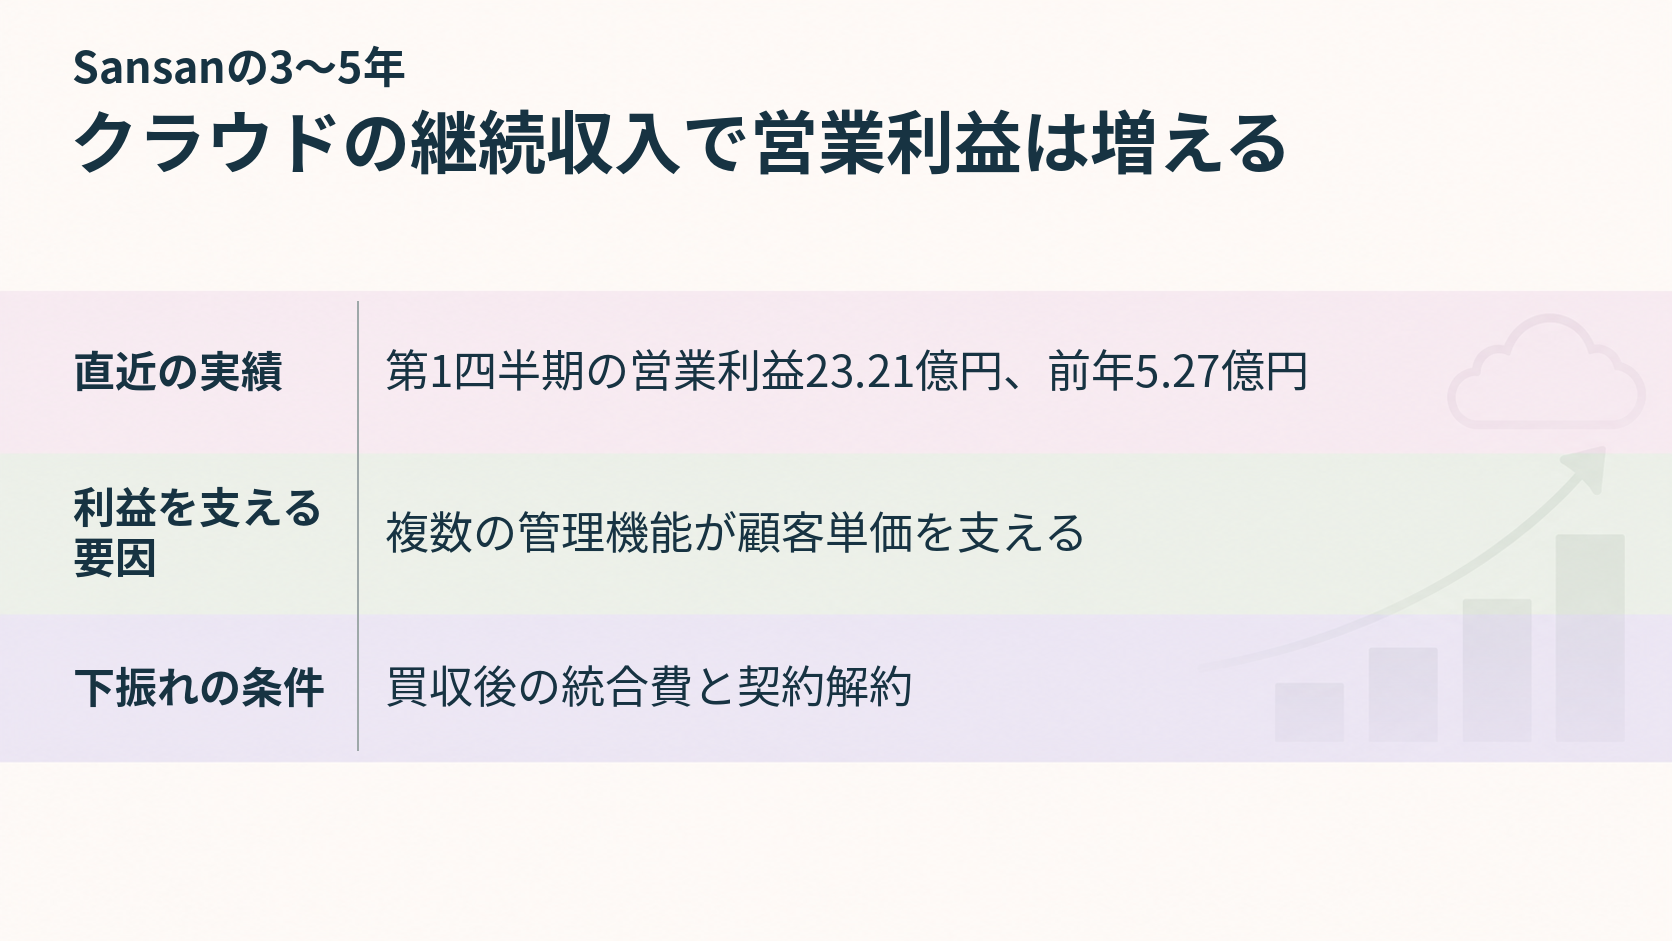 Sansanの3〜5年
クラウドの継続収入で営業利益は増える
直近の実績
第1四半期の営業利益23.21億円、前年5.27億円
利益を支える
要因
複数の管理機能が顧客単価を支える
下振れの条件
買収後の統合費と契約解約